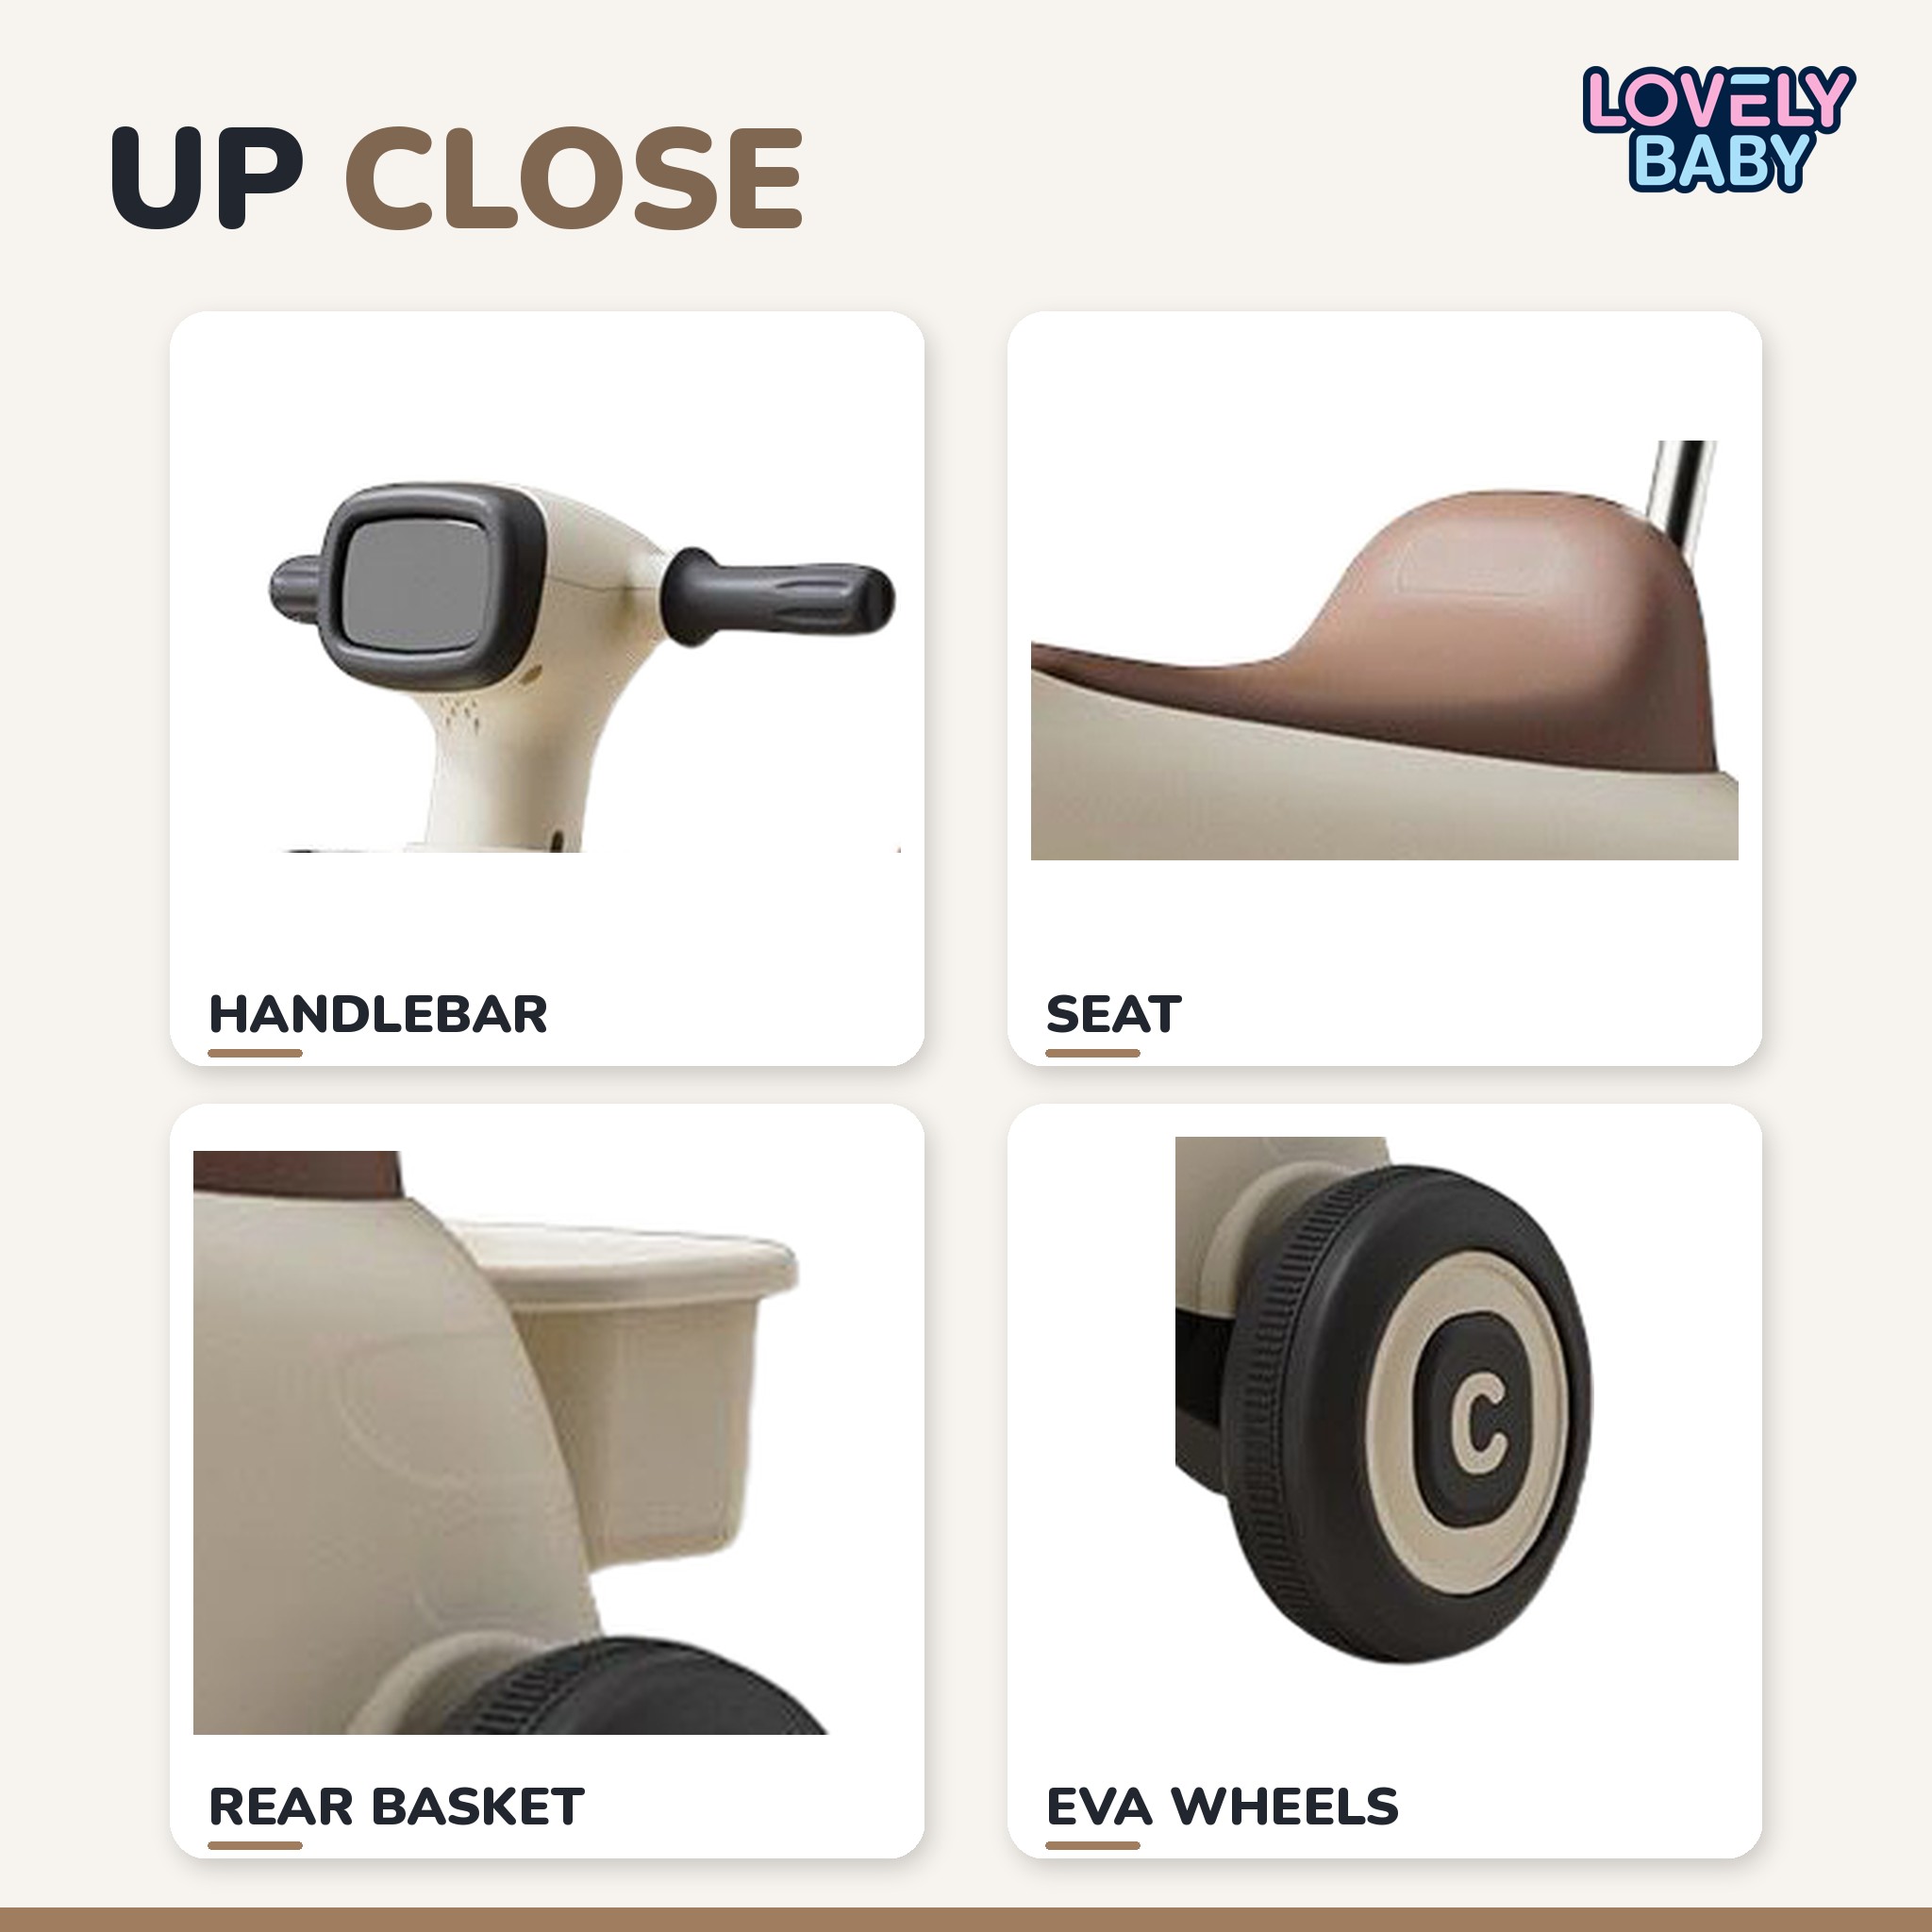 LOVELY
BABY
UP CLOSE
HANDLEBAR
SEAT
REAR BASKET
C
EVA WHEELS